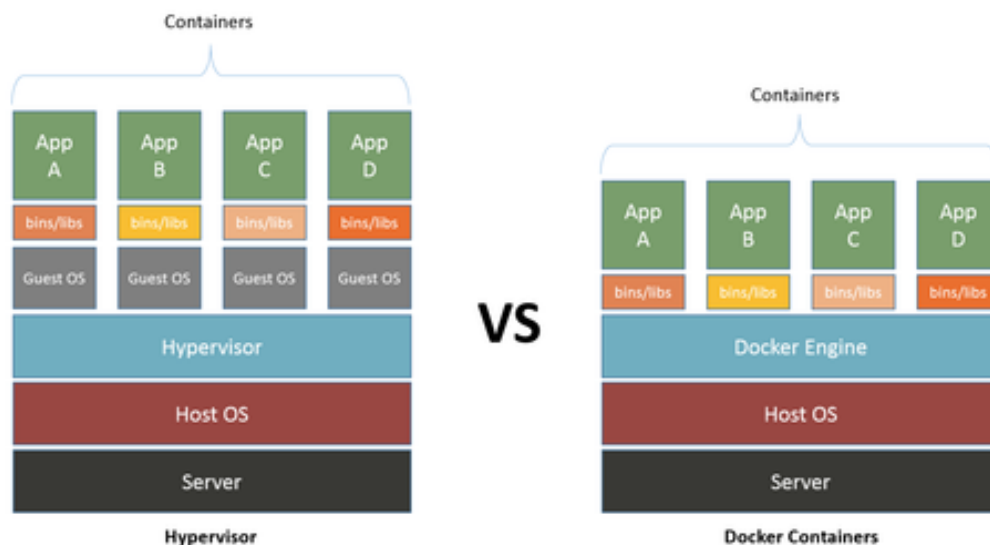 Containers
App
A
App
B
App
C
App
D
bins/libs
bins/libs
bins/libs
bins/libs
Guest OS
Guest OS
Guest OS
Guest OS
Hypervisor
Host OS
Server
Hypervisor
VS
Containers
App
A
App
B
App
C
App
D
bins/libs
bins/libs
bins/libs
bins/libs
Docker Engine
Host OS
Server
Docker Containers